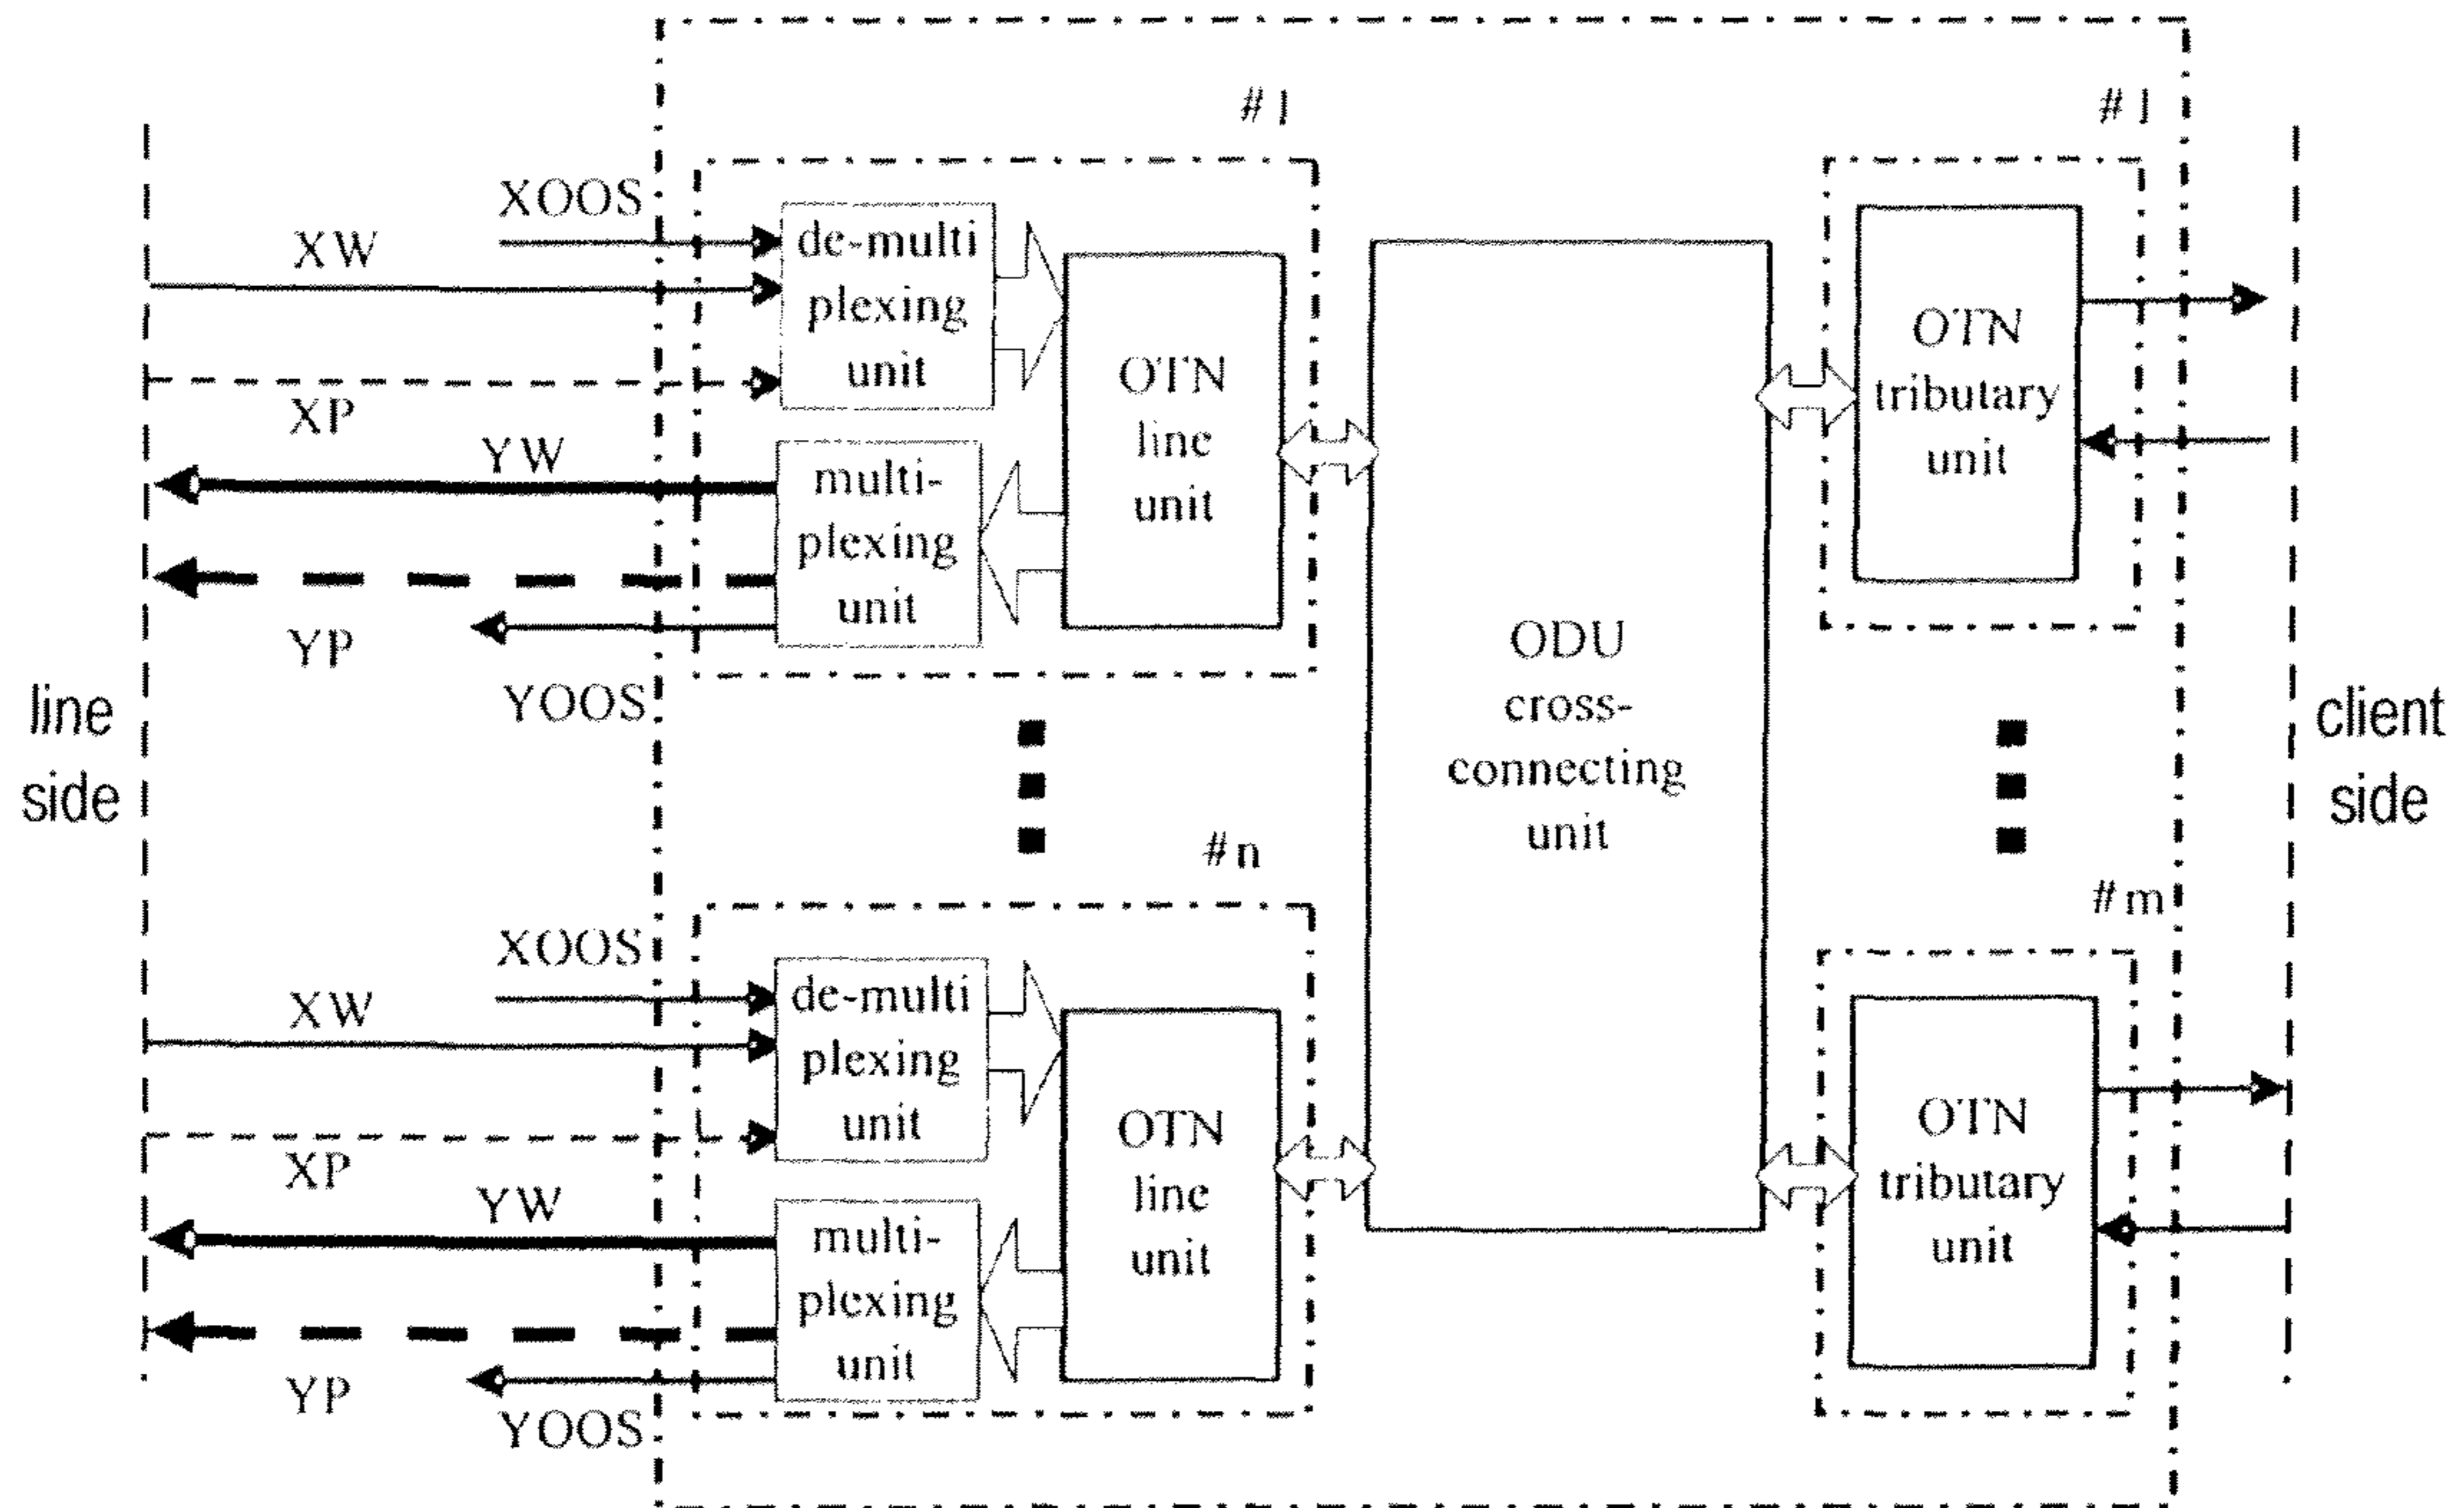 #1
#1
XOOS
XW
de-multi
plexing
unit
XP
YW
multi-
plexing
unit
YP
YOOS
OTN
line
unit
OTN
tributary
unit
ODU
cross-
connecting
unit
line
side
client
side
#n
#m
XOOS
XW
de-multi
plexing
unit
XP
YW
multi-
plexing
unit
YP
YOOS
OTN
line
unit
OTN
tributary
unit